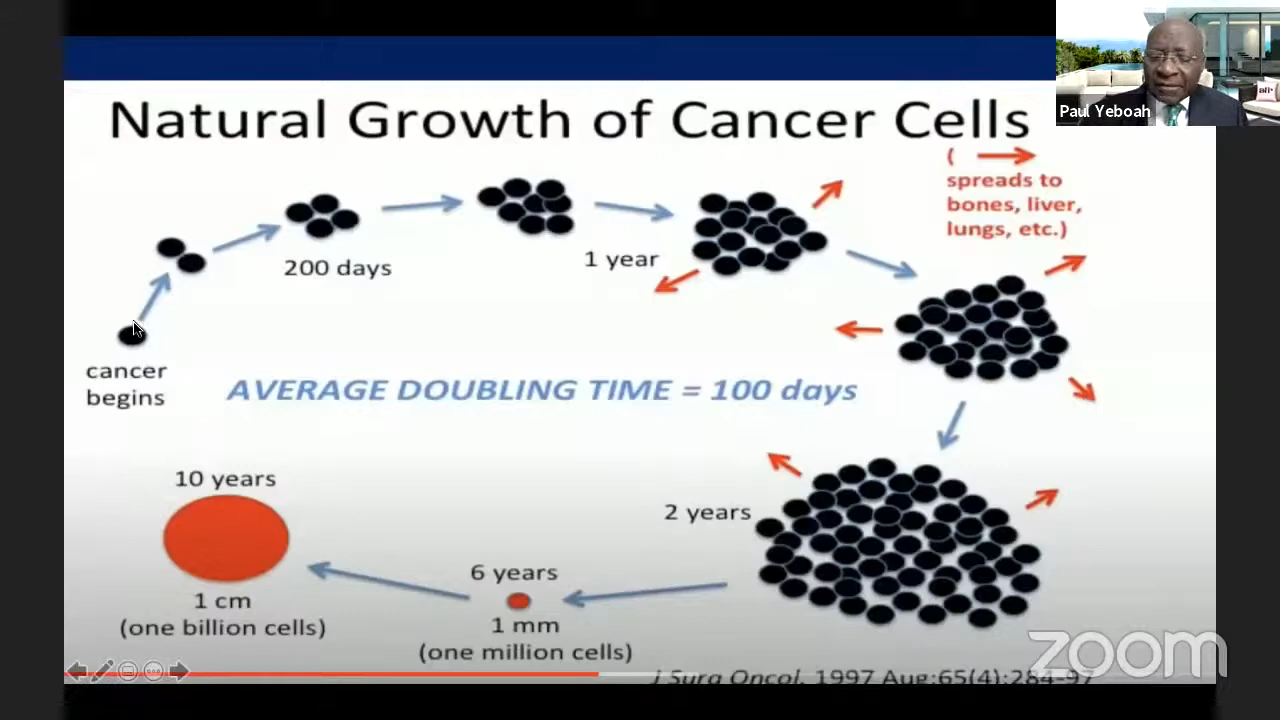 Natural Growth of Cancer Cells
Paul Yeboah
afi
(
spreads to
bones, liver,
lungs, etc.)
200 days
1 year
cancer
begins
AVERAGE DOUBLING TIME = 100 days
10 years
2 years
6 years
1 cm
(one billion cells)
1 mm
(one million cells)
zoom
J Surg Oncol. 1997 Aug;65(4):284-97